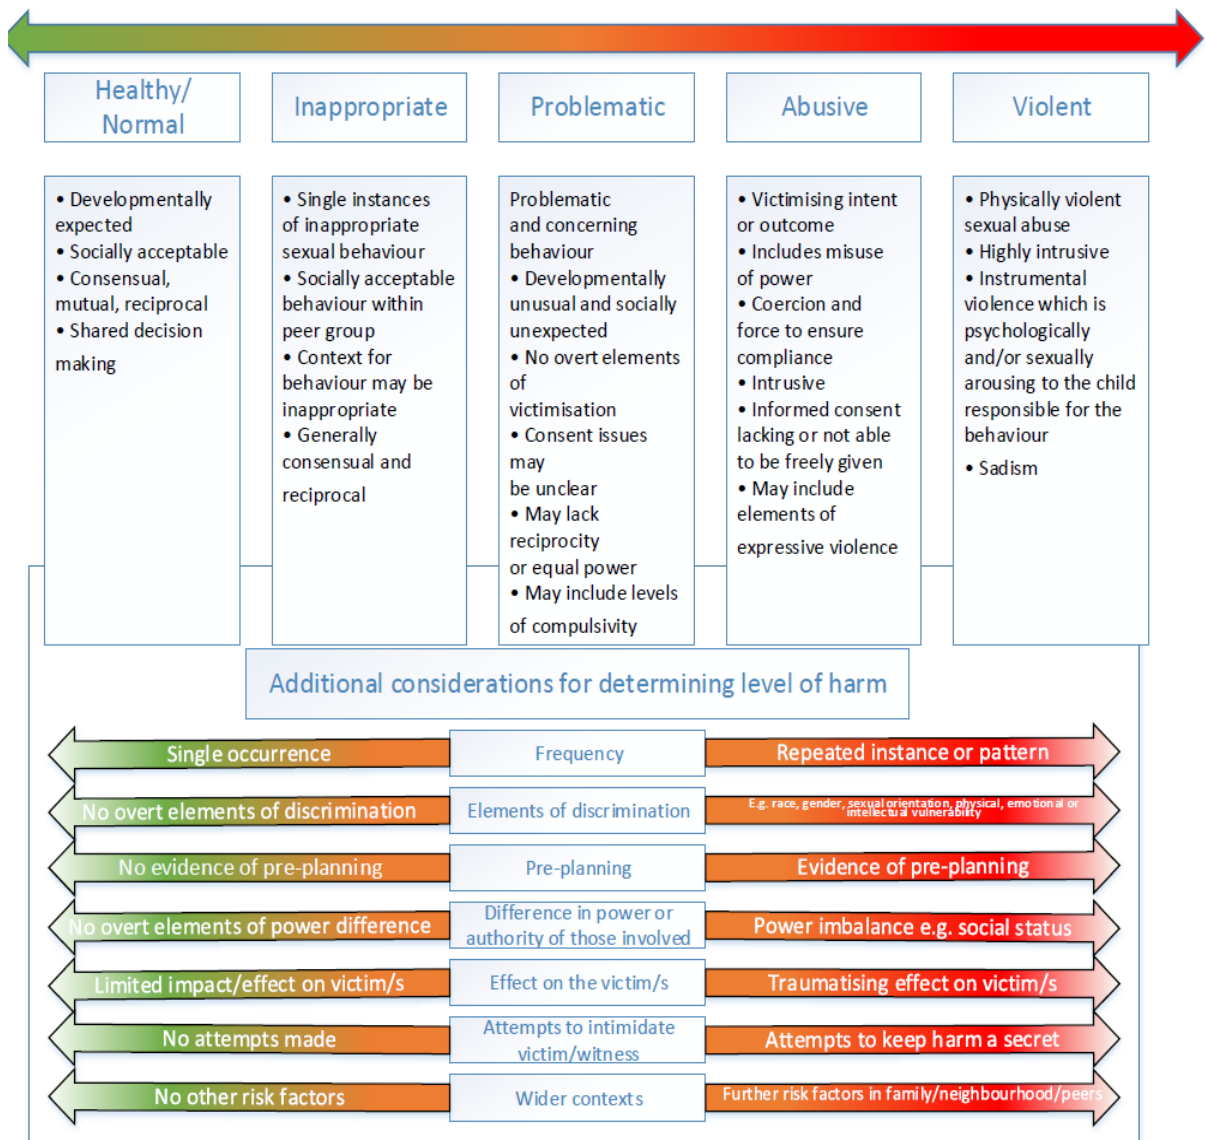 Healthy/
Normal
Inappropriate
Problematic
Abusive
Violent
• Developmentally
expected
• Socially acceptable
• Consensual,
mutual, reciprocal
• Shared decision
making
• Single instances
of inappropriate
sexual behaviour
• Socially acceptable
behaviour within
peer group
• Context for
behaviour may be
inappropriate
• Generally
consensual and
reciprocal
Problematic
and concerning
behaviour
• Developmentally
unusual and socially
unexpected
• No overt elements
of
victimisation
• Consent issues
may
be unclear
• May lack
reciprocity
or equal power
• May include levels
of compulsivity
• Victimising intent
or outcome
• Includes misuse
of power
• Coercion and
force to ensure
compliance
• Intrusive
• Informed consent
lacking or not able
to be freely given
• May include
elements of
expressive violence
• Physically violent
sexual abuse
• Highly intrusive
• Instrumental
violence which is
psychologically
and/or sexually
arousing to the child
responsible for the
behaviour
• Sadism
Additional considerations for determining level of harm
Single occurrence
Frequency
Repeated instance or pattern
No overt elements of discrimination
Elements of discrimination
E.g. race, gender, sexual orientation, physical, emotional or
intellectual vulnerability
No evidence of pre-planning
Pre-planning
Evidence of pre-planning
No overt elements of power difference
Difference in power or
authority of those involved
Power imbalance e.g. social status
Limited impact/effect on victim/s
Effect on the victim/s
Traumatising effect on victim/s
No attempts made
Attempts to intimidate
victim/witness
Attempts to keep harm a secret
No other risk factors
Wider contexts
Further risk factors in family/neighbourhood/peers